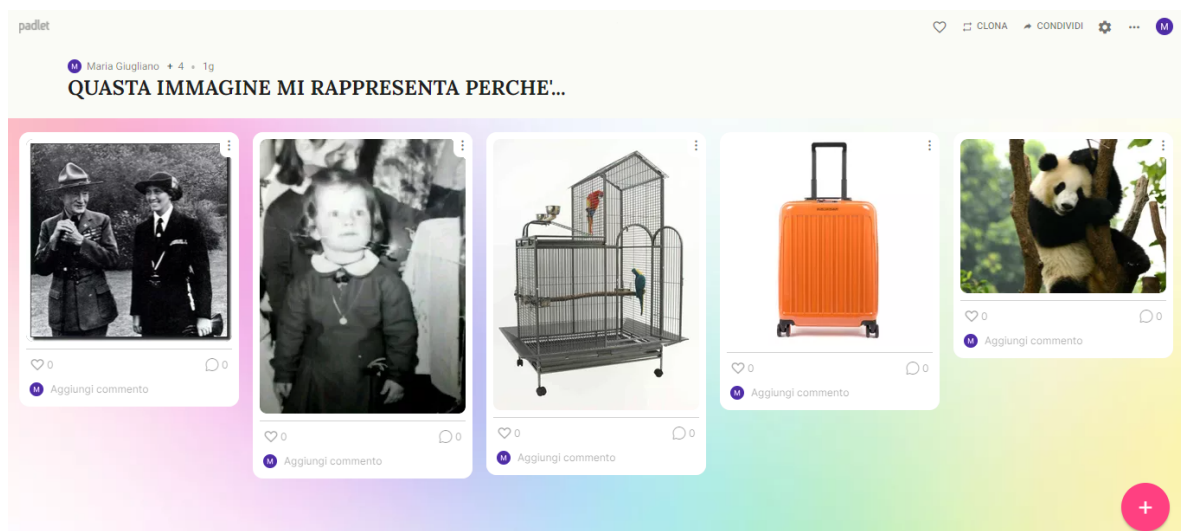 padlet
CLONA
CONDIVIDI
M
M Maria Giugliano + 4 • 1g
QUASTA IMMAGINE MI RAPPRESENTA PERCHE'...
0 0
M Aggiungi commento
0 0
M Aggiungi commento
0 0
M Aggiungi commento
0 0
M Aggiungi commento
0 0
M Aggiungi commento